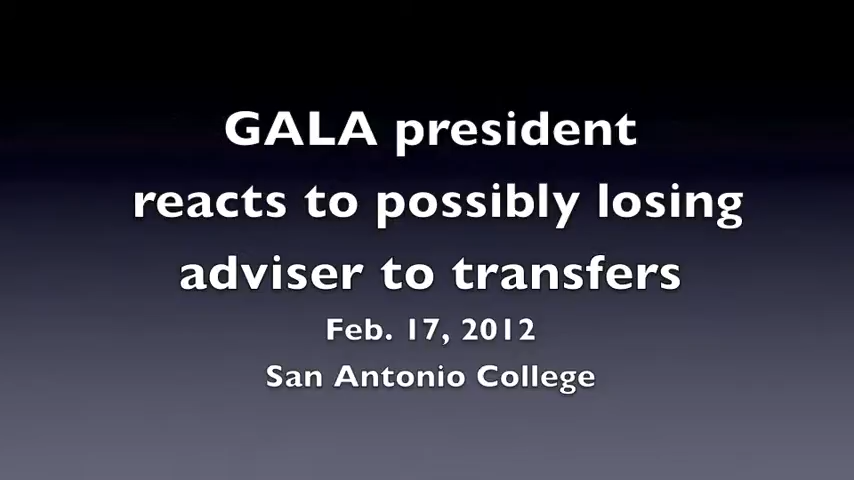 GALA president
reacts to possibly losing
adviser to transfers
Feb. 17, 2012
San Antonio College